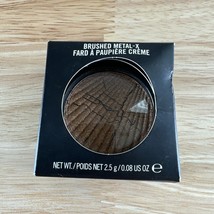 BRUSHED METAL-X
FARD À PAUPIÈRE CRÈME
NET WT./POIDS NET 2.5 g / 0.08 US OZ ℮